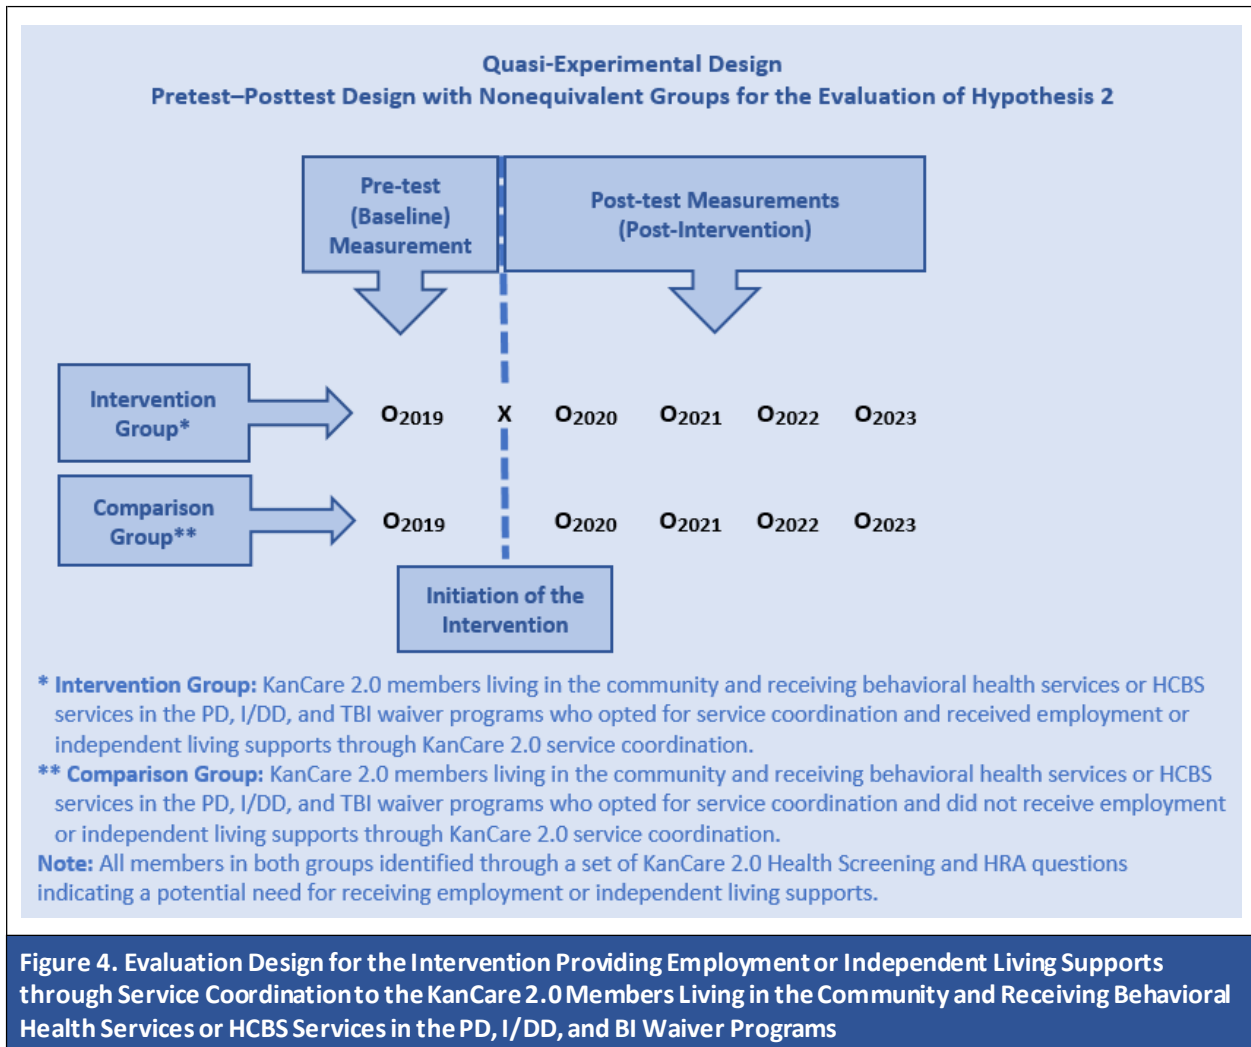 Quasi-Experimental Design
Pretest–Posttest Design with Nonequivalent Groups for the Evaluation of Hypothesis 2
Pre-test
(Baseline)
Measurement
Post-test Measurements
(Post-Intervention)
Intervention
Group*
O2019 X O2020 O2021 O2022 O2023
Comparison
Group**
O2019 O2020 O2021 O2022 O2023
Initiation of the
Intervention
* Intervention Group: KanCare 2.0 members living in the community and receiving behavioral health services or HCBS
services in the PD, I/DD, and TBI waiver programs who opted for service coordination and received employment or
independent living supports through KanCare 2.0 service coordination.
** Comparison Group: KanCare 2.0 members living in the community and receiving behavioral health services or HCBS
services in the PD, I/DD, and TBI waiver programs who opted for service coordination and did not receive employment
or independent living supports through KanCare 2.0 service coordination.
Note: All members in both groups identified through a set of KanCare 2.0 Health Screening and HRA questions
indicating a potential need for receiving employment or independent living supports.
Figure 4. Evaluation Design for the Intervention Providing Employment or Independent Living Supports
through Service Coordination to the KanCare 2.0 Members Living in the Community and Receiving Behavioral
Health Services or HCBS Services in the PD, I/DD, and BI Waiver Programs